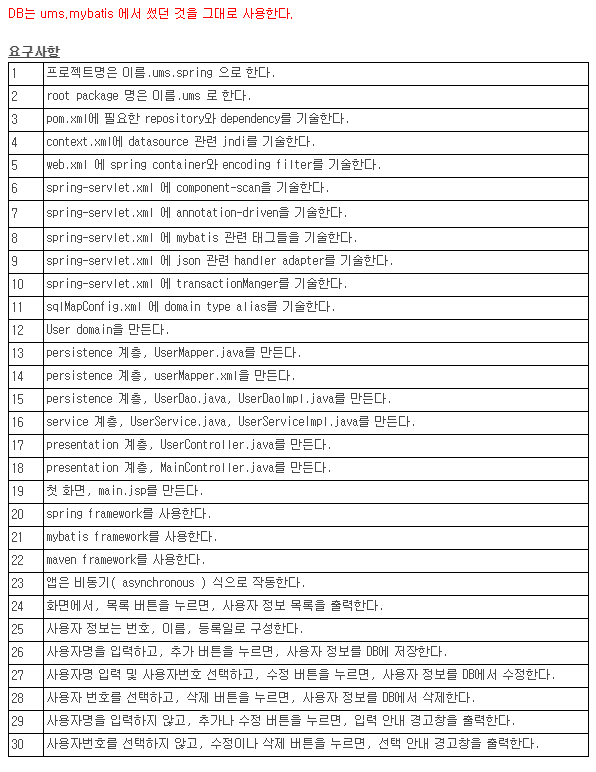 DB는 ums,mybatis 에서 썼던 것을 그대로 사용한다.
요구사항
1 프로젝트명은 이름.ums.spring 으로 한다.
2 root package 명은 이름.ums 로 한다.
3 pom.xml에 필요한 repository와 dependency를 기술한다.
4 context.xml에 datasource 관련 jndi를 기술한다.
5 web.xml 에 spring container와 encoding filter를 기술한다.
6 spring-servlet.xml 에 component-scan을 기술한다.
7 spring-servlet.xml 에 annotation-driven을 기술한다.
8 spring-servlet.xml 에 mybatis 관련 태그들을 기술한다.
9 spring-servlet.xml 에 json 관련 handler adapter를 기술한다.
10 spring-servlet.xml 에 transactionManger를 기술한다.
11 sqlMapConfig.xml 에 domain type alias를 기술한다.
12 User domain을 만든다.
13 persistence 계층, UserMapper.java를 만든다.
14 persistence 계층, userMapper.xml을 만든다.
15 persistence 계층, UserDao.java, UserDaoImpl.java를 만든다.
16 service 계층, UserService.java, UserServiceImpl.java를 만든다.
17 presentation 계층, UserController.java를 만든다.
18 presentation 계층, MainController.java를 만든다.
19 첫 화면, main.jsp를 만든다.
20 spring framework를 사용한다.
21 mybatis framework를 사용한다.
22 maven framework를 사용한다.
23 앱은 비동기( asynchronous ) 식으로 작동한다.
24 화면에서, 목록 버튼을 누르면, 사용자 정보 목록을 출력한다.
25 사용자 정보는 번호, 이름, 등록일로 구성한다.
26 사용자명을 입력하고, 추가 버튼을 누르면, 사용자 정보를 DB에 저장한다.
27 사용자명 입력 및 사용자번호 선택하고, 수정 버튼을 누르면, 사용자 정보를 DB에서 수정한다.
28 사용자 번호를 선택하고, 삭제 버튼을 누르면, 사용자 정보를 DB에서 삭제한다.
29 사용자명을 입력하지 않고, 추가나 수정 버튼을 누르면, 입력 안내 경고창을 출력한다.
30 사용자번호를 선택하지 않고, 수정이나 삭제 버튼을 누르면, 선택 안내 경고창을 출력한다.